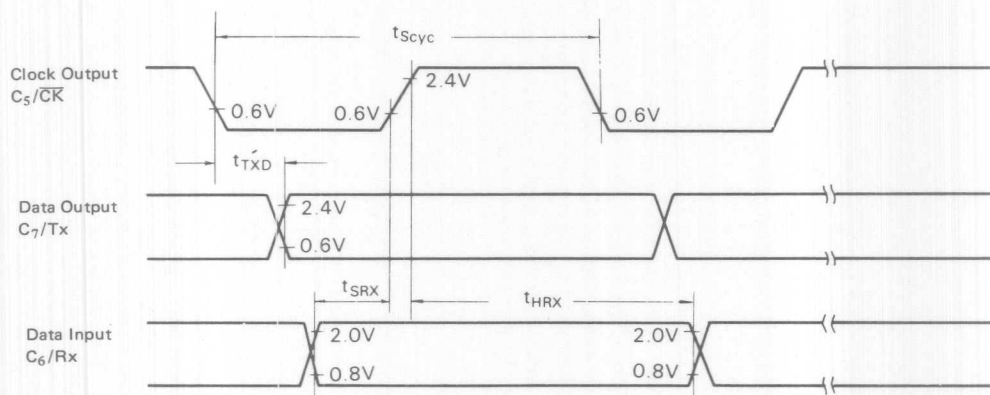 tScyc
Clock Output
C5/C̅K̅
0.6V
0.6V
2.4V
0.6V
tTXD
Data Output
C7/Tx
2.4V
0.6V
tSRX
tHRX
Data Input
C6/Rx
2.0V
2.0V
0.8V
0.8V